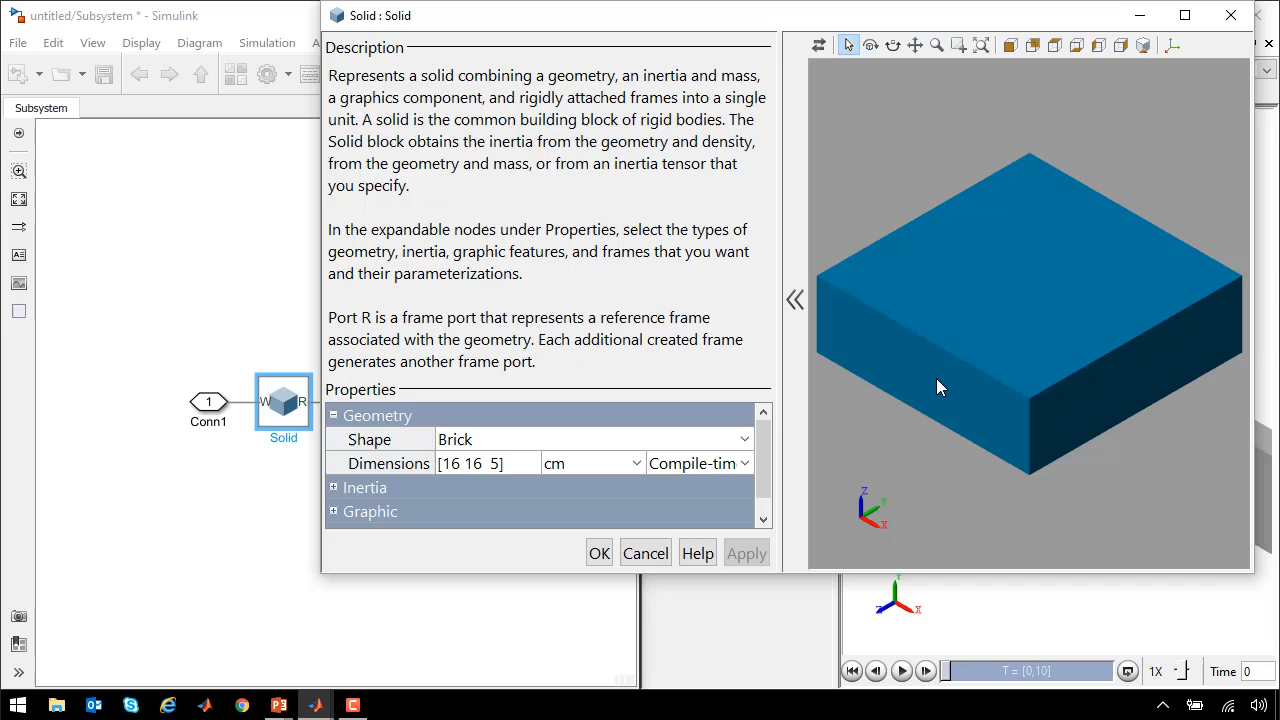 untitled/Subsystem * - Simulink
File Edit View Display Diagram Simulation A
Subsystem
1
Conn1
W R
Solid
Solid : Solid
Description
Represents a solid combining a geometry, an inertia and mass,
a graphics component, and rigidly attached frames into a single
unit. A solid is the common building block of rigid bodies. The
Solid block obtains the inertia from the geometry and density,
from the geometry and mass, or from an inertia tensor that
you specify.
In the expandable nodes under Properties, select the types of
geometry, inertia, graphic features, and frames that you want
and their parameterizations.
Port R is a frame port that represents a reference frame
associated with the geometry. Each additional created frame
generates another frame port.
Properties
Geometry
Shape Brick
Dimensions [16 16 5] cm Compile-tim
Inertia
Graphic
OK Cancel Help Apply
Z
Y
X
Y
Z
X
T = [0,10]
1X
Time 0